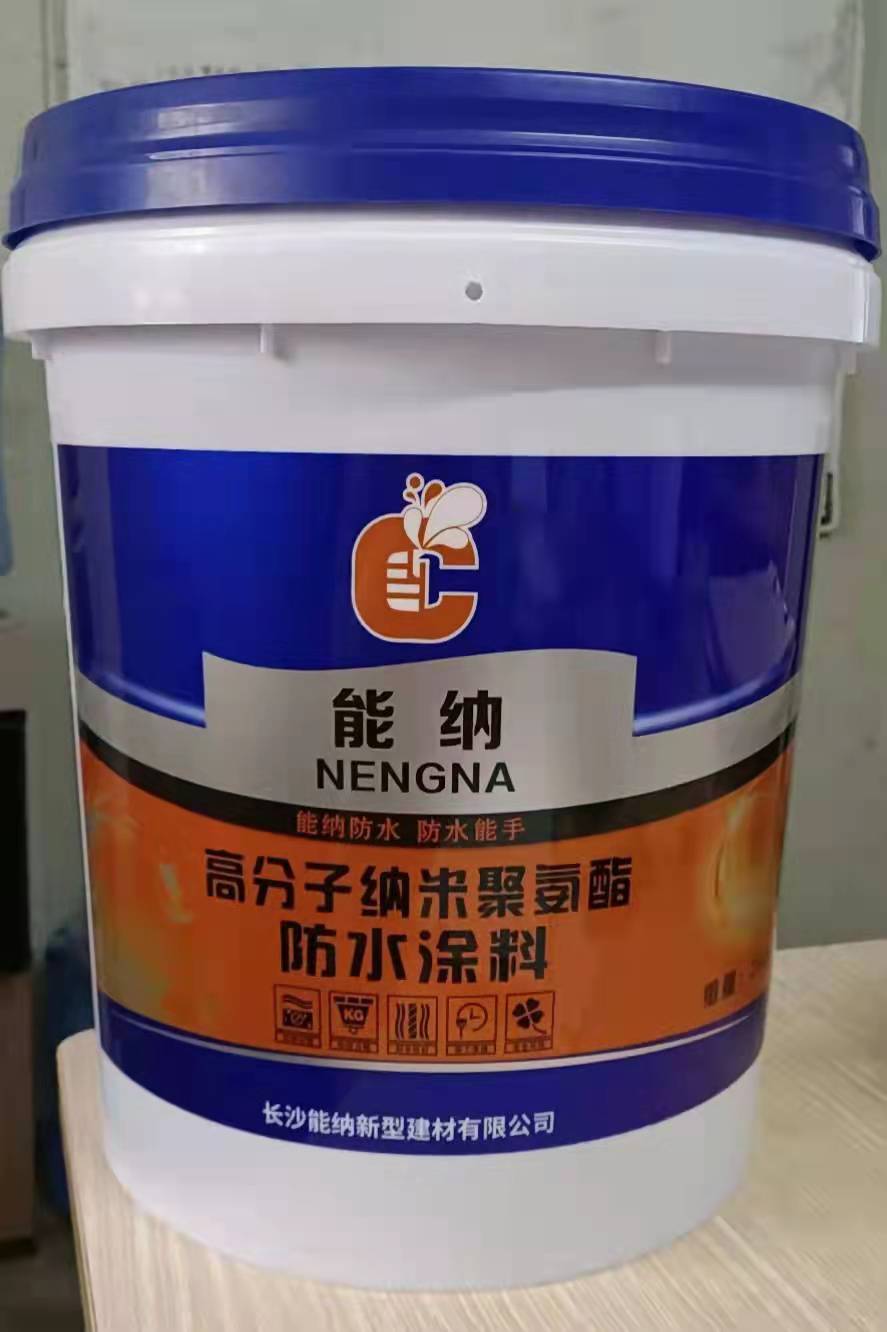 能纳
NENGNA
能纳防水 防水能手
高分子纳米聚氨酯
防水涂料
KG
长沙能纳新型建材有限公司